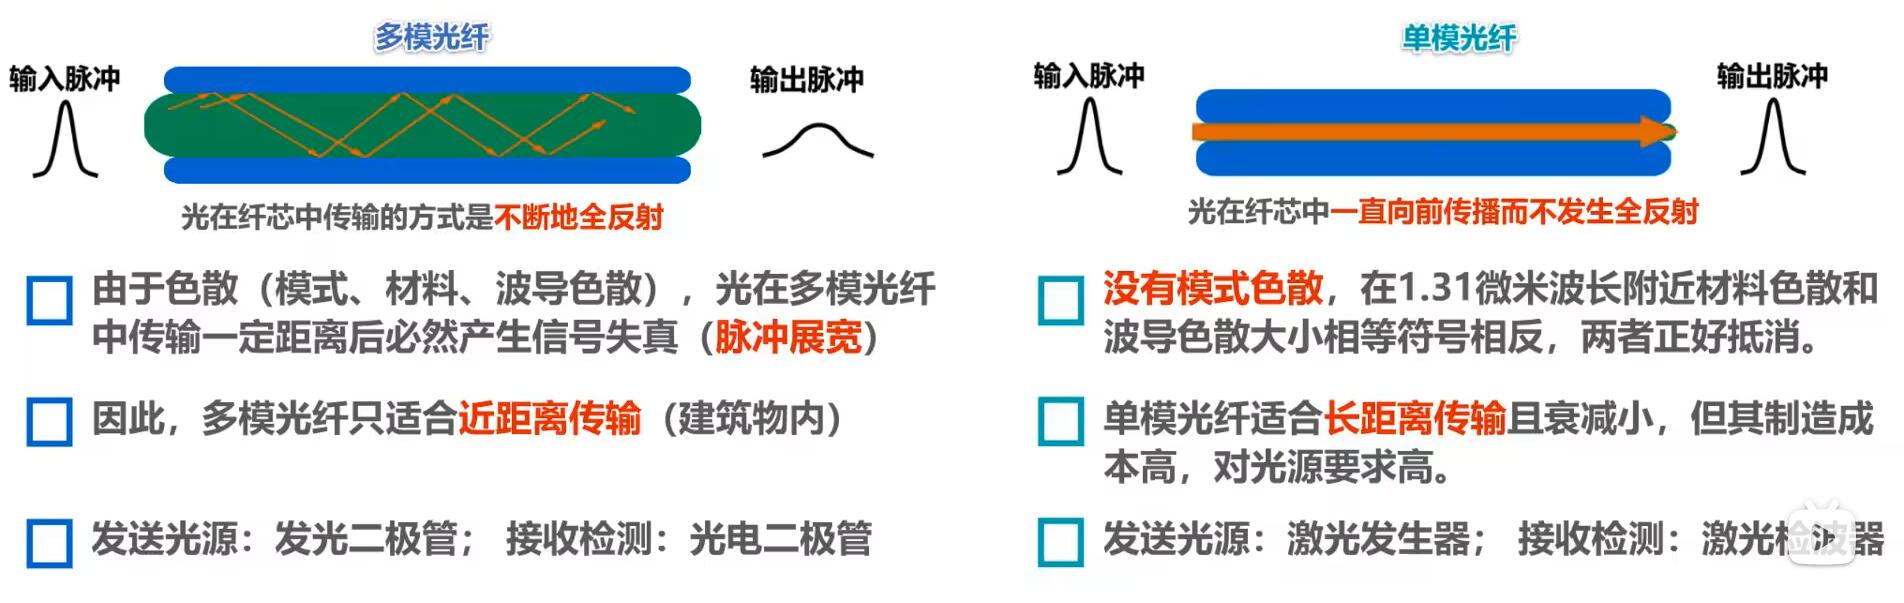 多模光纤
输入脉冲
输出脉冲
光在纤芯中传输的方式是不断地全反射
由于色散（模式、材料、波导色散），光在多模光纤
中传输一定距离后必然产生信号失真（脉冲展宽）
因此，多模光纤只适合近距离传输（建筑物内）
发送光源：发光二极管； 接收检测：光电二极管
单模光纤
输入脉冲
输出脉冲
光在纤芯中一直向前传播而不发生全反射
没有模式色散，在1.31微米波长附近材料色散和
波导色散大小相等符号相反，两者正好抵消。
单模光纤适合长距离传输且衰减小，但其制造成
本高，对光源要求高。
发送光源：激光发生器； 接收检测：激光检波器